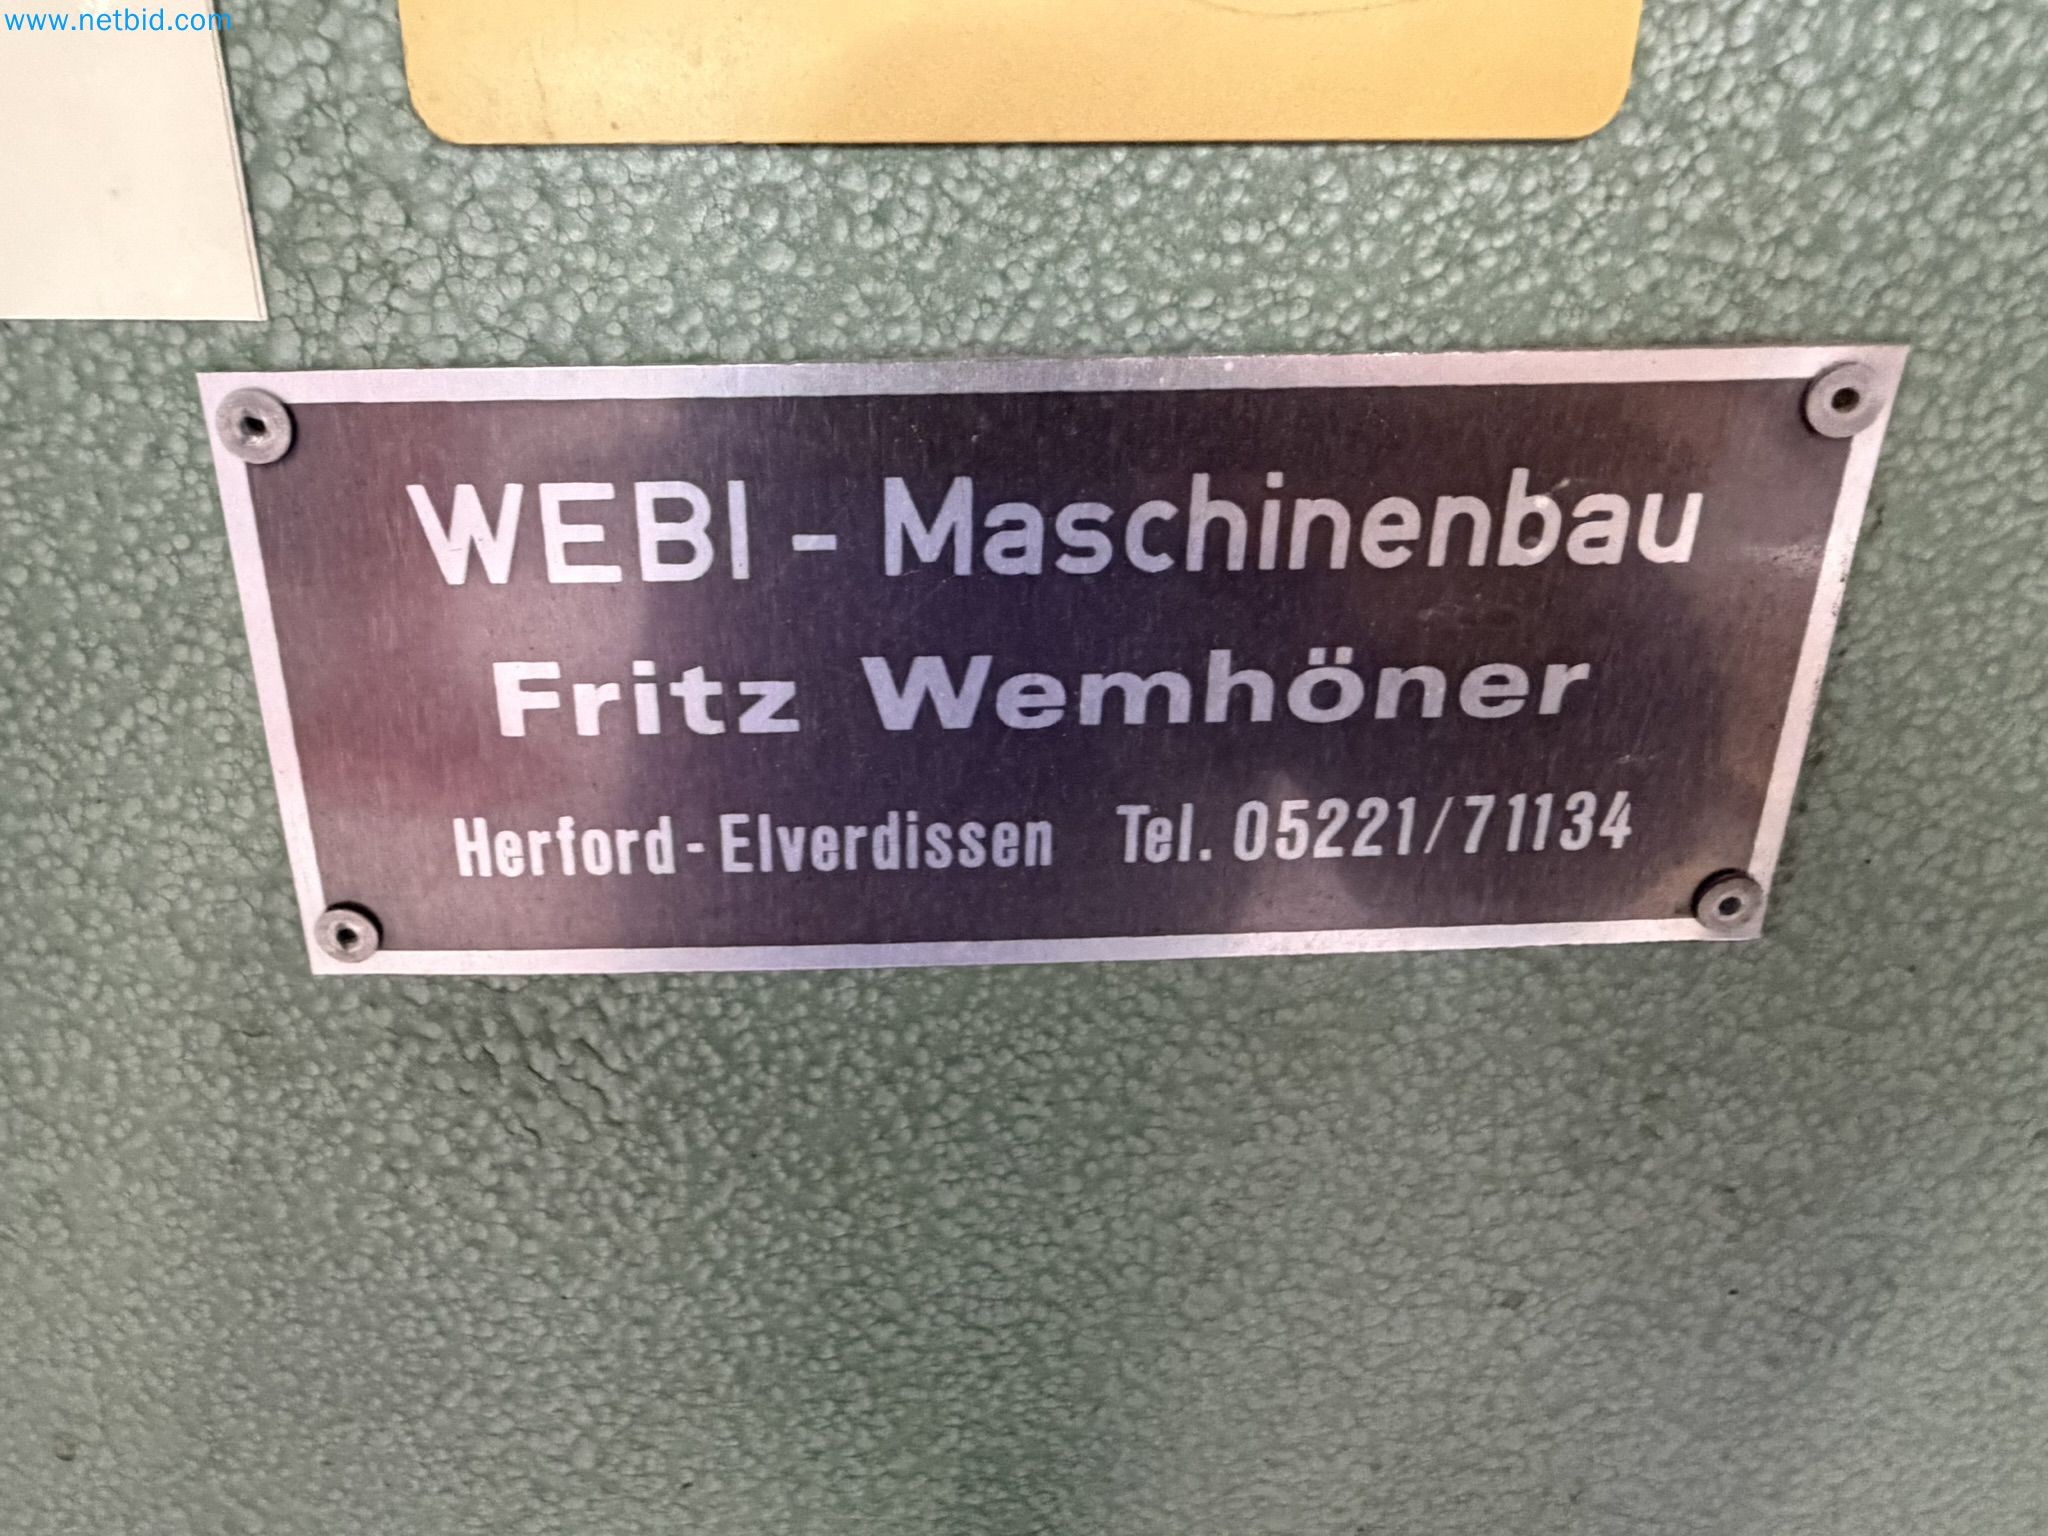 www.netbid.com
WEBI - Maschinenbau
Fritz Wemhöner
Herford - Elverdissen Tel. 05221/71134